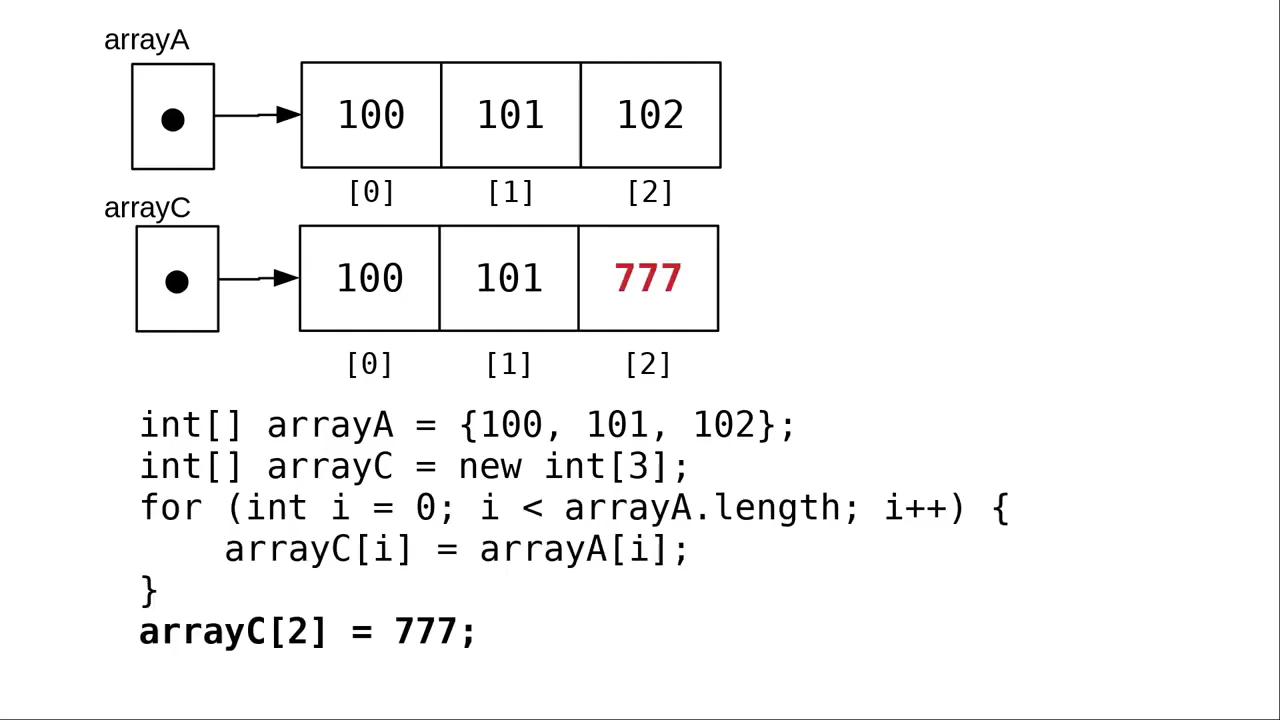 arrayA
100 101 102
[0] [1] [2]
arrayC
100 101 777
[0] [1] [2]
int[] arrayA = {100, 101, 102};
int[] arrayC = new int[3];
for (int i = 0; i < arrayA.length; i++) {
    arrayC[i] = arrayA[i];
}
arrayC[2] = 777;